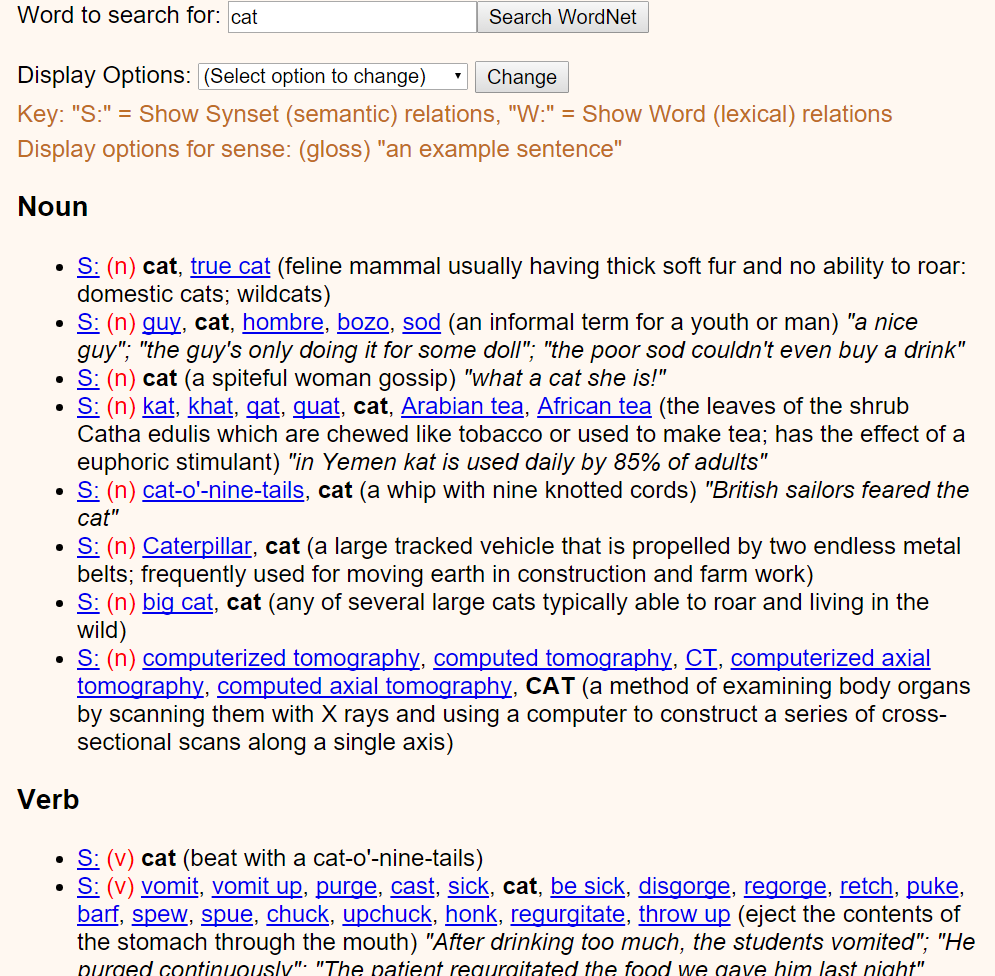 Word to search for: cat Search WordNet
Display Options: (Select option to change) Change
Key: "S:" = Show Synset (semantic) relations, "W:" = Show Word (lexical) relations
Display options for sense: (gloss) "an example sentence"
Noun
• S: (n) cat, true cat (feline mammal usually having thick soft fur and no ability to roar:
domestic cats; wildcats)
• S: (n) guy, cat, hombre, bozo, sod (an informal term for a youth or man) "a nice
guy"; "the guy's only doing it for some doll"; "the poor sod couldn't even buy a drink"
• S: (n) cat (a spiteful woman gossip) "what a cat she is!"
• S: (n) kat, khat, qat, quat, cat, Arabian tea, African tea (the leaves of the shrub
Catha edulis which are chewed like tobacco or used to make tea; has the effect of a
euphoric stimulant) "in Yemen kat is used daily by 85% of adults"
• S: (n) cat-o'-nine-tails, cat (a whip with nine knotted cords) "British sailors feared the
cat"
• S: (n) Caterpillar, cat (a large tracked vehicle that is propelled by two endless metal
belts; frequently used for moving earth in construction and farm work)
• S: (n) big cat, cat (any of several large cats typically able to roar and living in the
wild)
• S: (n) computerized tomography, computed tomography, CT, computerized axial
tomography, computed axial tomography, CAT (a method of examining body organs
by scanning them with X rays and using a computer to construct a series of cross-
sectional scans along a single axis)
Verb
• S: (v) cat (beat with a cat-o'-nine-tails)
• S: (v) vomit, vomit up, purge, cast, sick, cat, be sick, disgorge, regorge, retch, puke,
barf, spew, spue, chuck, upchuck, honk, regurgitate, throw up (eject the contents of
the stomach through the mouth) "After drinking too much, the students vomited"; "He
purged continuously"; "The patient regurgitated the food we gave him last night"